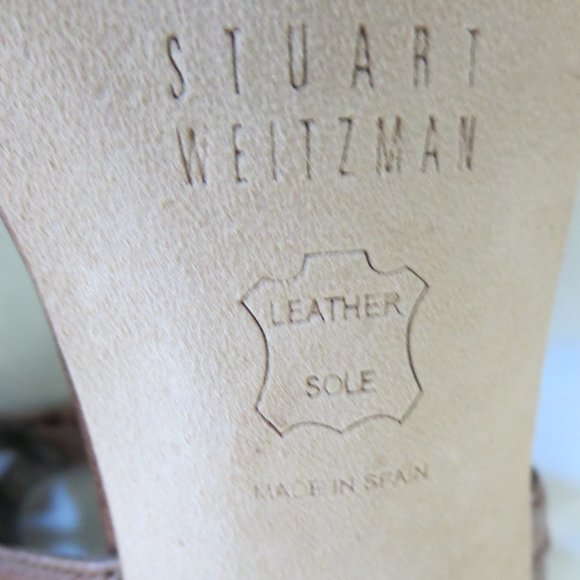 STUART
WEITZMAN
LEATHER
SOLE
MADE IN SPAIN